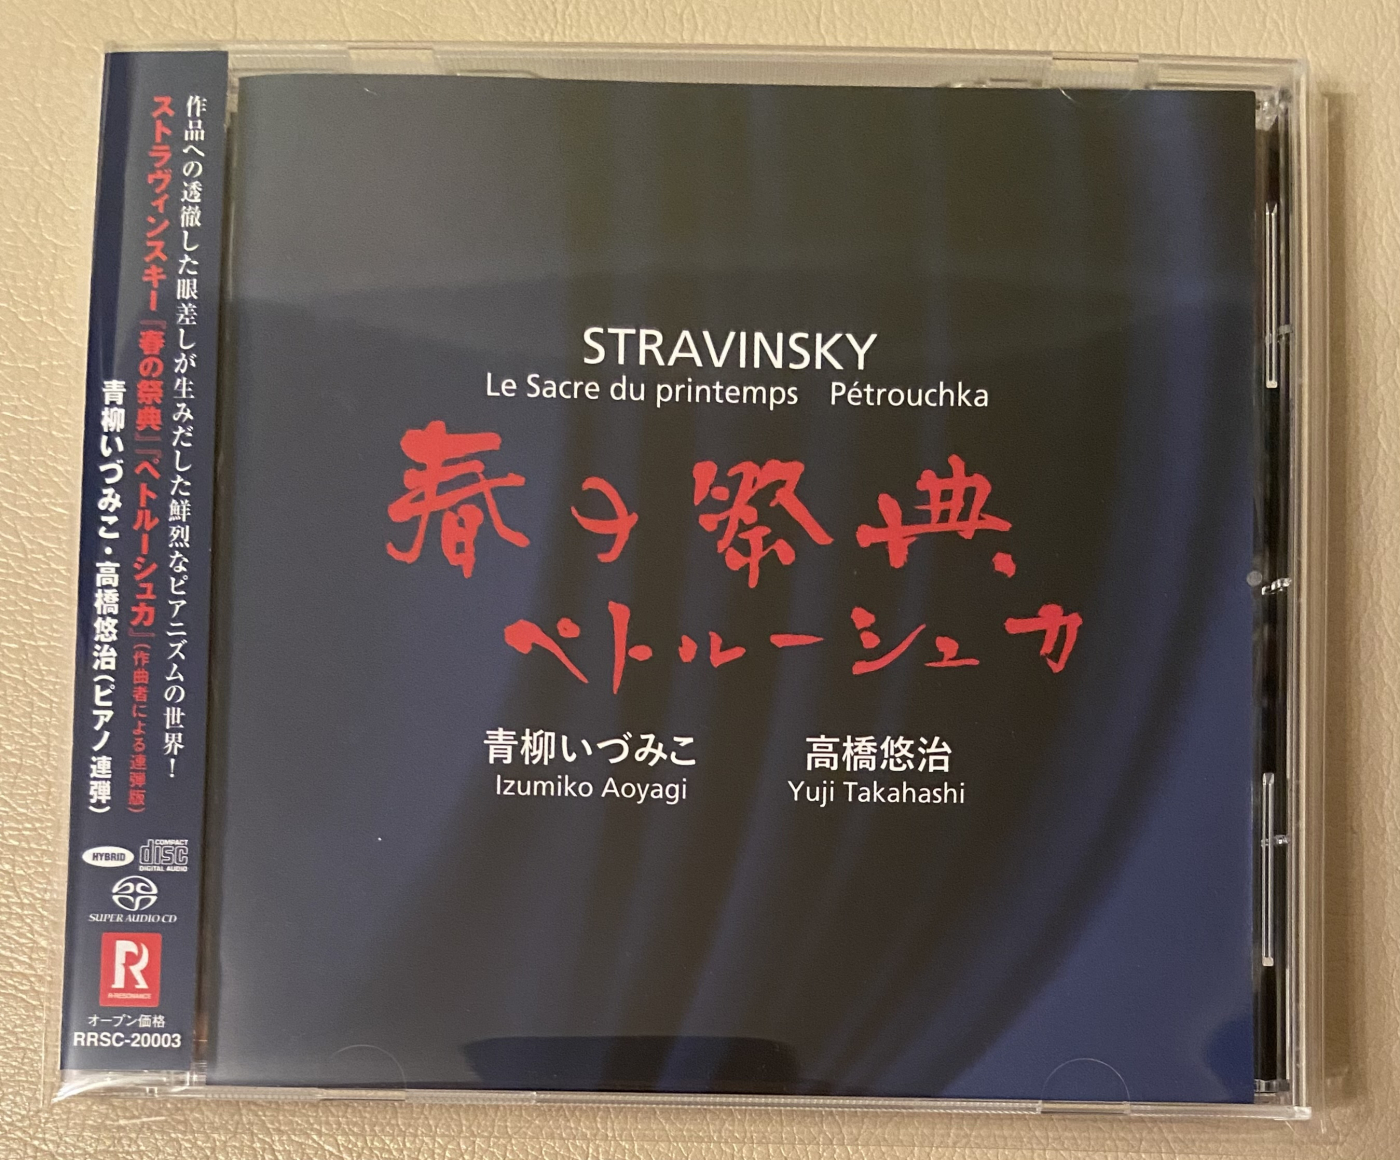 作品への透徹した眼差しが生みだした鮮烈なピアニズムの世界！
ストラヴィンスキー『春の祭典』『ペトルーシュカ』（作曲者による連弾版）
青柳いづみこ・高橋悠治（ピアノ連弾）
HYBRID
COMPACT
disc
DIGITAL AUDIO
SUPER AUDIO CD
R
R-RESONANCE
オープン価格
RRSC-20003
STRAVINSKY
Le Sacre du printemps Pétrouchka
春の祭典・
ペトルーシュカ
青柳いづみこ 高橋悠治
Izumiko Aoyagi Yuji Takahashi